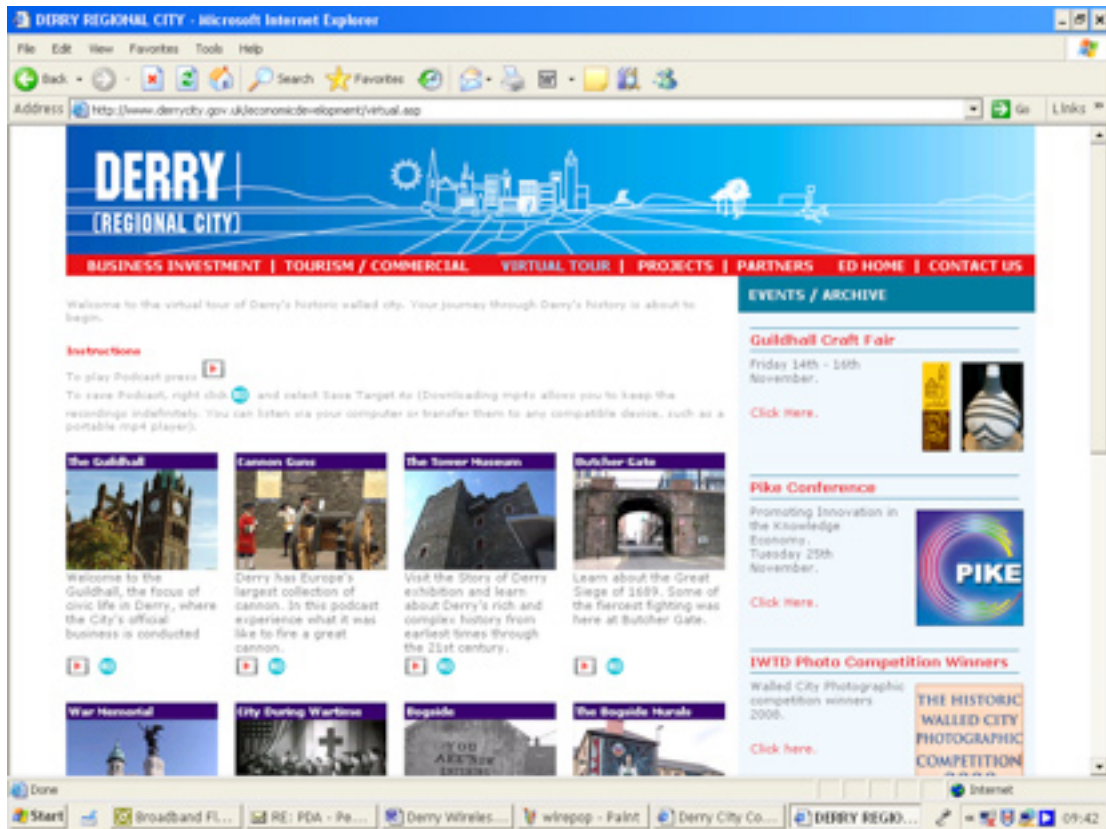 DERRY REGIONAL CITY - Microsoft Internet Explorer
File Edit View Favorites Tools Help
Back Search Favorites
Address http://www.derrycity.gov.uk/economicdevelopment/virtual.asp Go Links »
DERRY
[REGIONAL CITY]
BUSINESS INVESTMENT | TOURISM / COMMERCIAL VIRTUAL TOUR | PROJECTS | PARTNERS ED HOME | CONTACT US
Welcome to the virtual tour of Derry's historic walled city. Your journey through Derry's history is about to
begin.
Instructions
To play Podcast press
To save Podcast, right click and select Save Target As (Downloading mp4s allows you to keep the
recordings indefinitely. You can listen via your computer or transfer them to any compatible device, such as a
portable mp4 player).
The Guildhall
Welcome to the
Guildhall, the focus of
civic life in Derry, where
the City's official
business is conducted
Cannon Guns
Derry has Europe's
largest collection of
cannon. In this podcast
experience what it was
like to fire a great
cannon.
The Tower Museum
Visit the Story of Derry
exhibition and learn
about Derry's rich and
complex history from
earliest times through
the 21st century.
Butcher Gate
Learn about the Great
Siege of 1689. Some of
the fiercest fighting was
here at Butcher Gate.
War Memorial
City During Wartime
Bogside
YOU
ARE NOW
The Bogside Murals
EVENTS / ARCHIVE
Guildhall Craft Fair
Friday 14th - 16th
November.
Click Here.
Pike Conference
Promoting Innovation in
the Knowledge
Economy.
Tuesday 25th
November.
Click Here.
PIKE
IWTD Photo Competition Winners
Walled City Photographic
competition winners
2008.
Click here.
THE HISTORIC
WALLED CITY
PHOTOGRAPHIC
COMPETITION
Done Internet
Start Broadband Fl... RE: PDA - Pe... Derry Wireles... wirepop - Paint Derry City Co... DERRY REGIO... 09:42